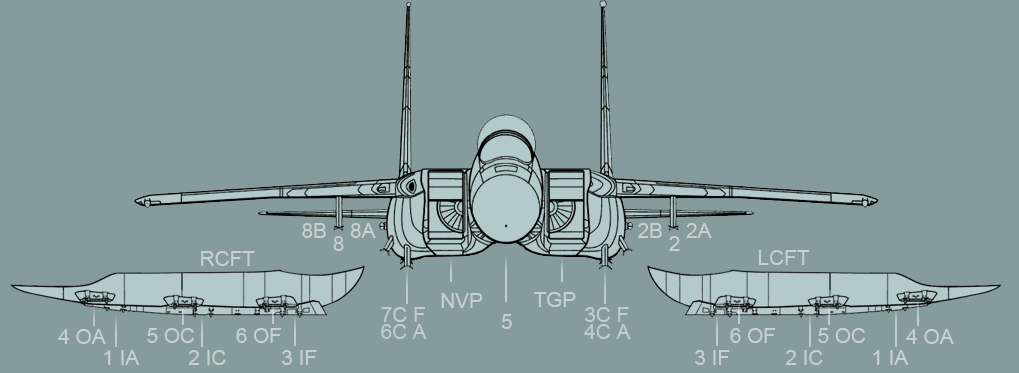 8B 8A 2B 2A
8 2
RCFT LCFT
NVP TGP
7C F 3C F
6C A 5 4C A
4 OA 5 OC 6 OF 6 OF 5 OC 4 OA
1 IA 2 IC 3 IF 3 IF 2 IC 1 IA